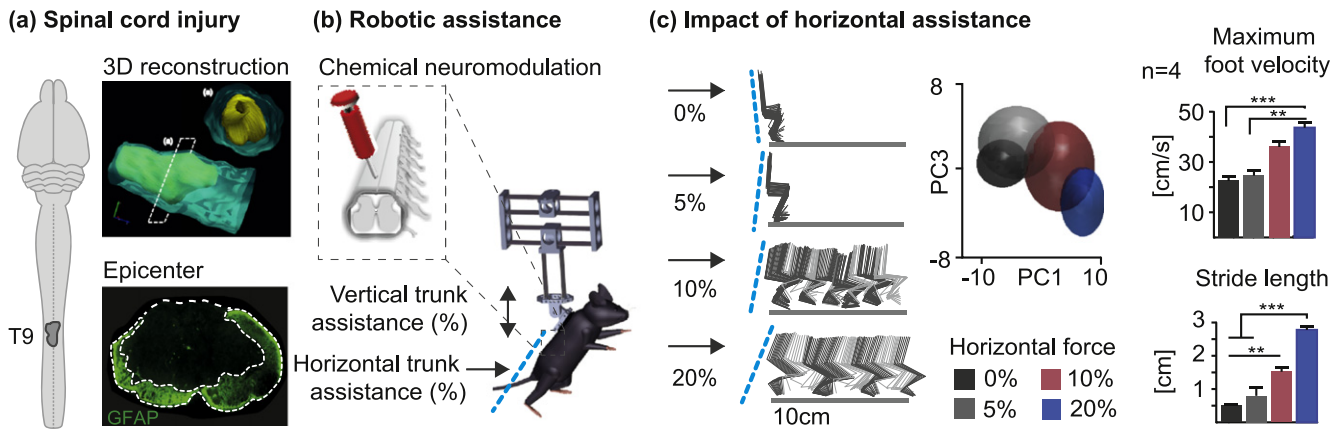 (a) Spinal cord injury
3D reconstruction
Epicenter
T9
GFAP
(b) Robotic assistance
Chemical neuromodulation
Vertical trunk
assistance (%)
Horizontal trunk
assistance (%)
(c) Impact of horizontal assistance
0%
5%
10%
20%
10cm
8
PC3
-8
-10
PC1
10
Horizontal force
0%
10%
5%
20%
n=4
Maximum
foot velocity
50
30
10
[cm/s]
***
**
Stride length
3
2
1
[cm]
***
**